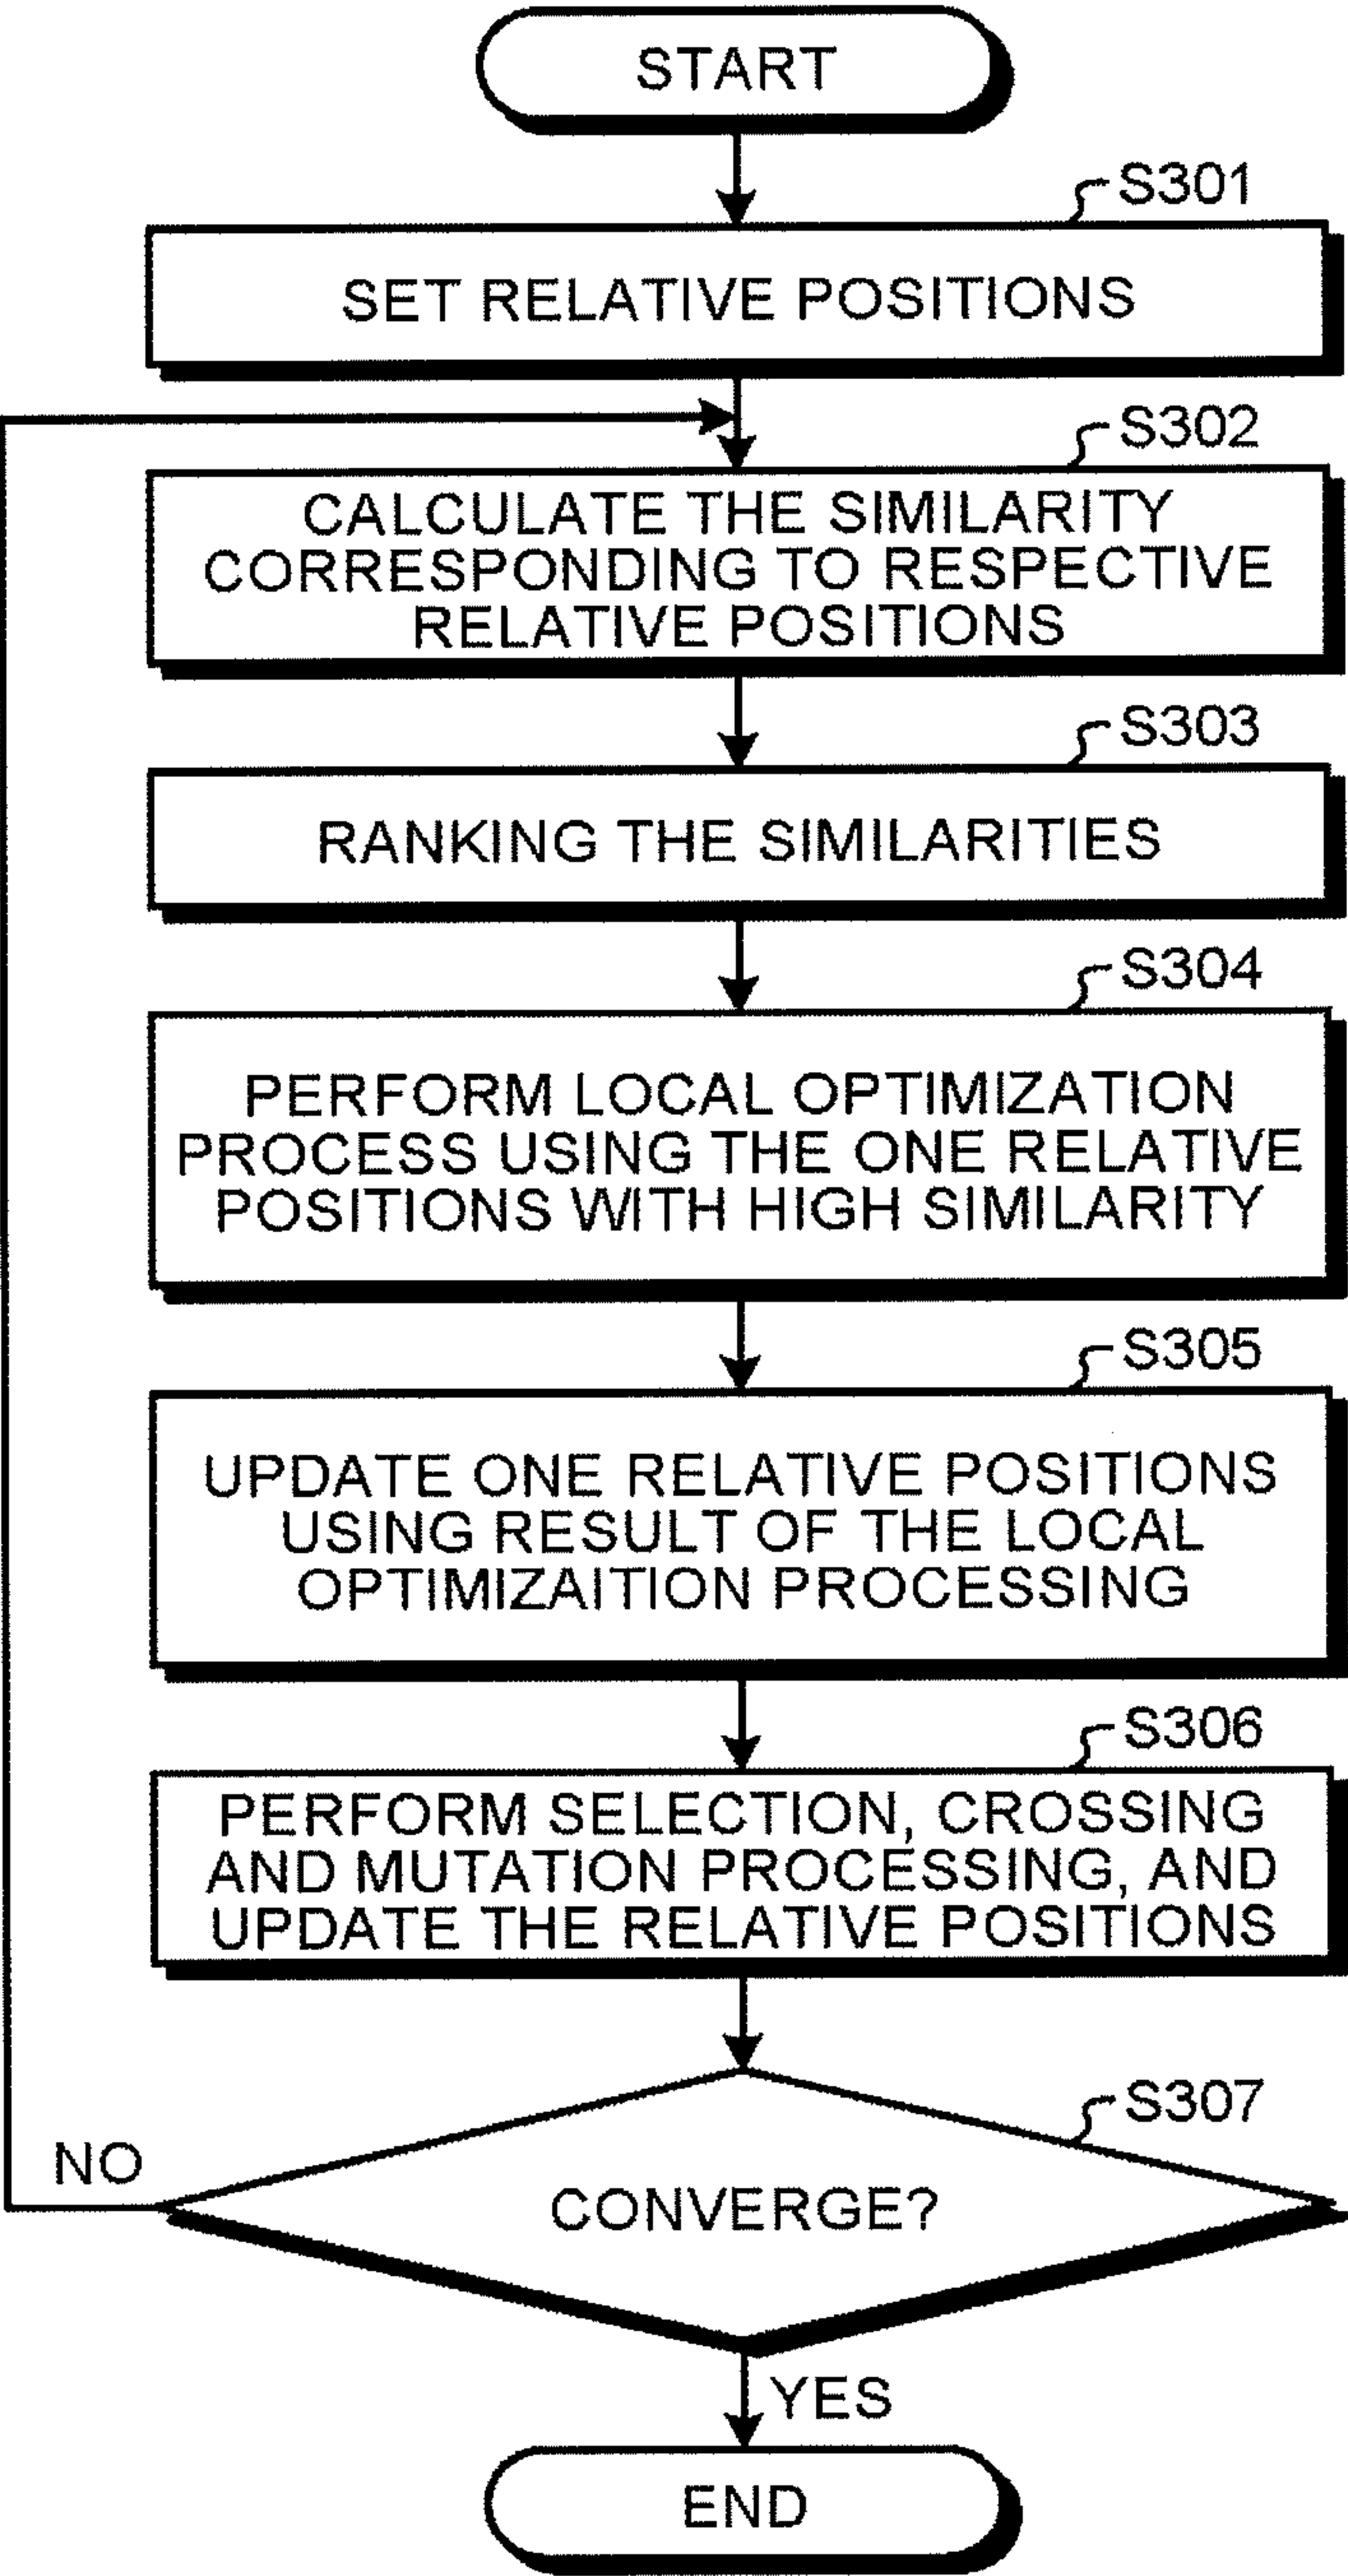 START
S301
SET RELATIVE POSITIONS
S302
CALCULATE THE SIMILARITY
CORRESPONDING TO RESPECTIVE
RELATIVE POSITIONS
S303
RANKING THE SIMILARITIES
S304
PERFORM LOCAL OPTIMIZATION
PROCESS USING THE ONE RELATIVE
POSITIONS WITH HIGH SIMILARITY
S305
UPDATE ONE RELATIVE POSITIONS
USING RESULT OF THE LOCAL
OPTIMIZAITION PROCESSING
S306
PERFORM SELECTION, CROSSING
AND MUTATION PROCESSING, AND
UPDATE THE RELATIVE POSITIONS
S307
NO
CONVERGE?
YES
END